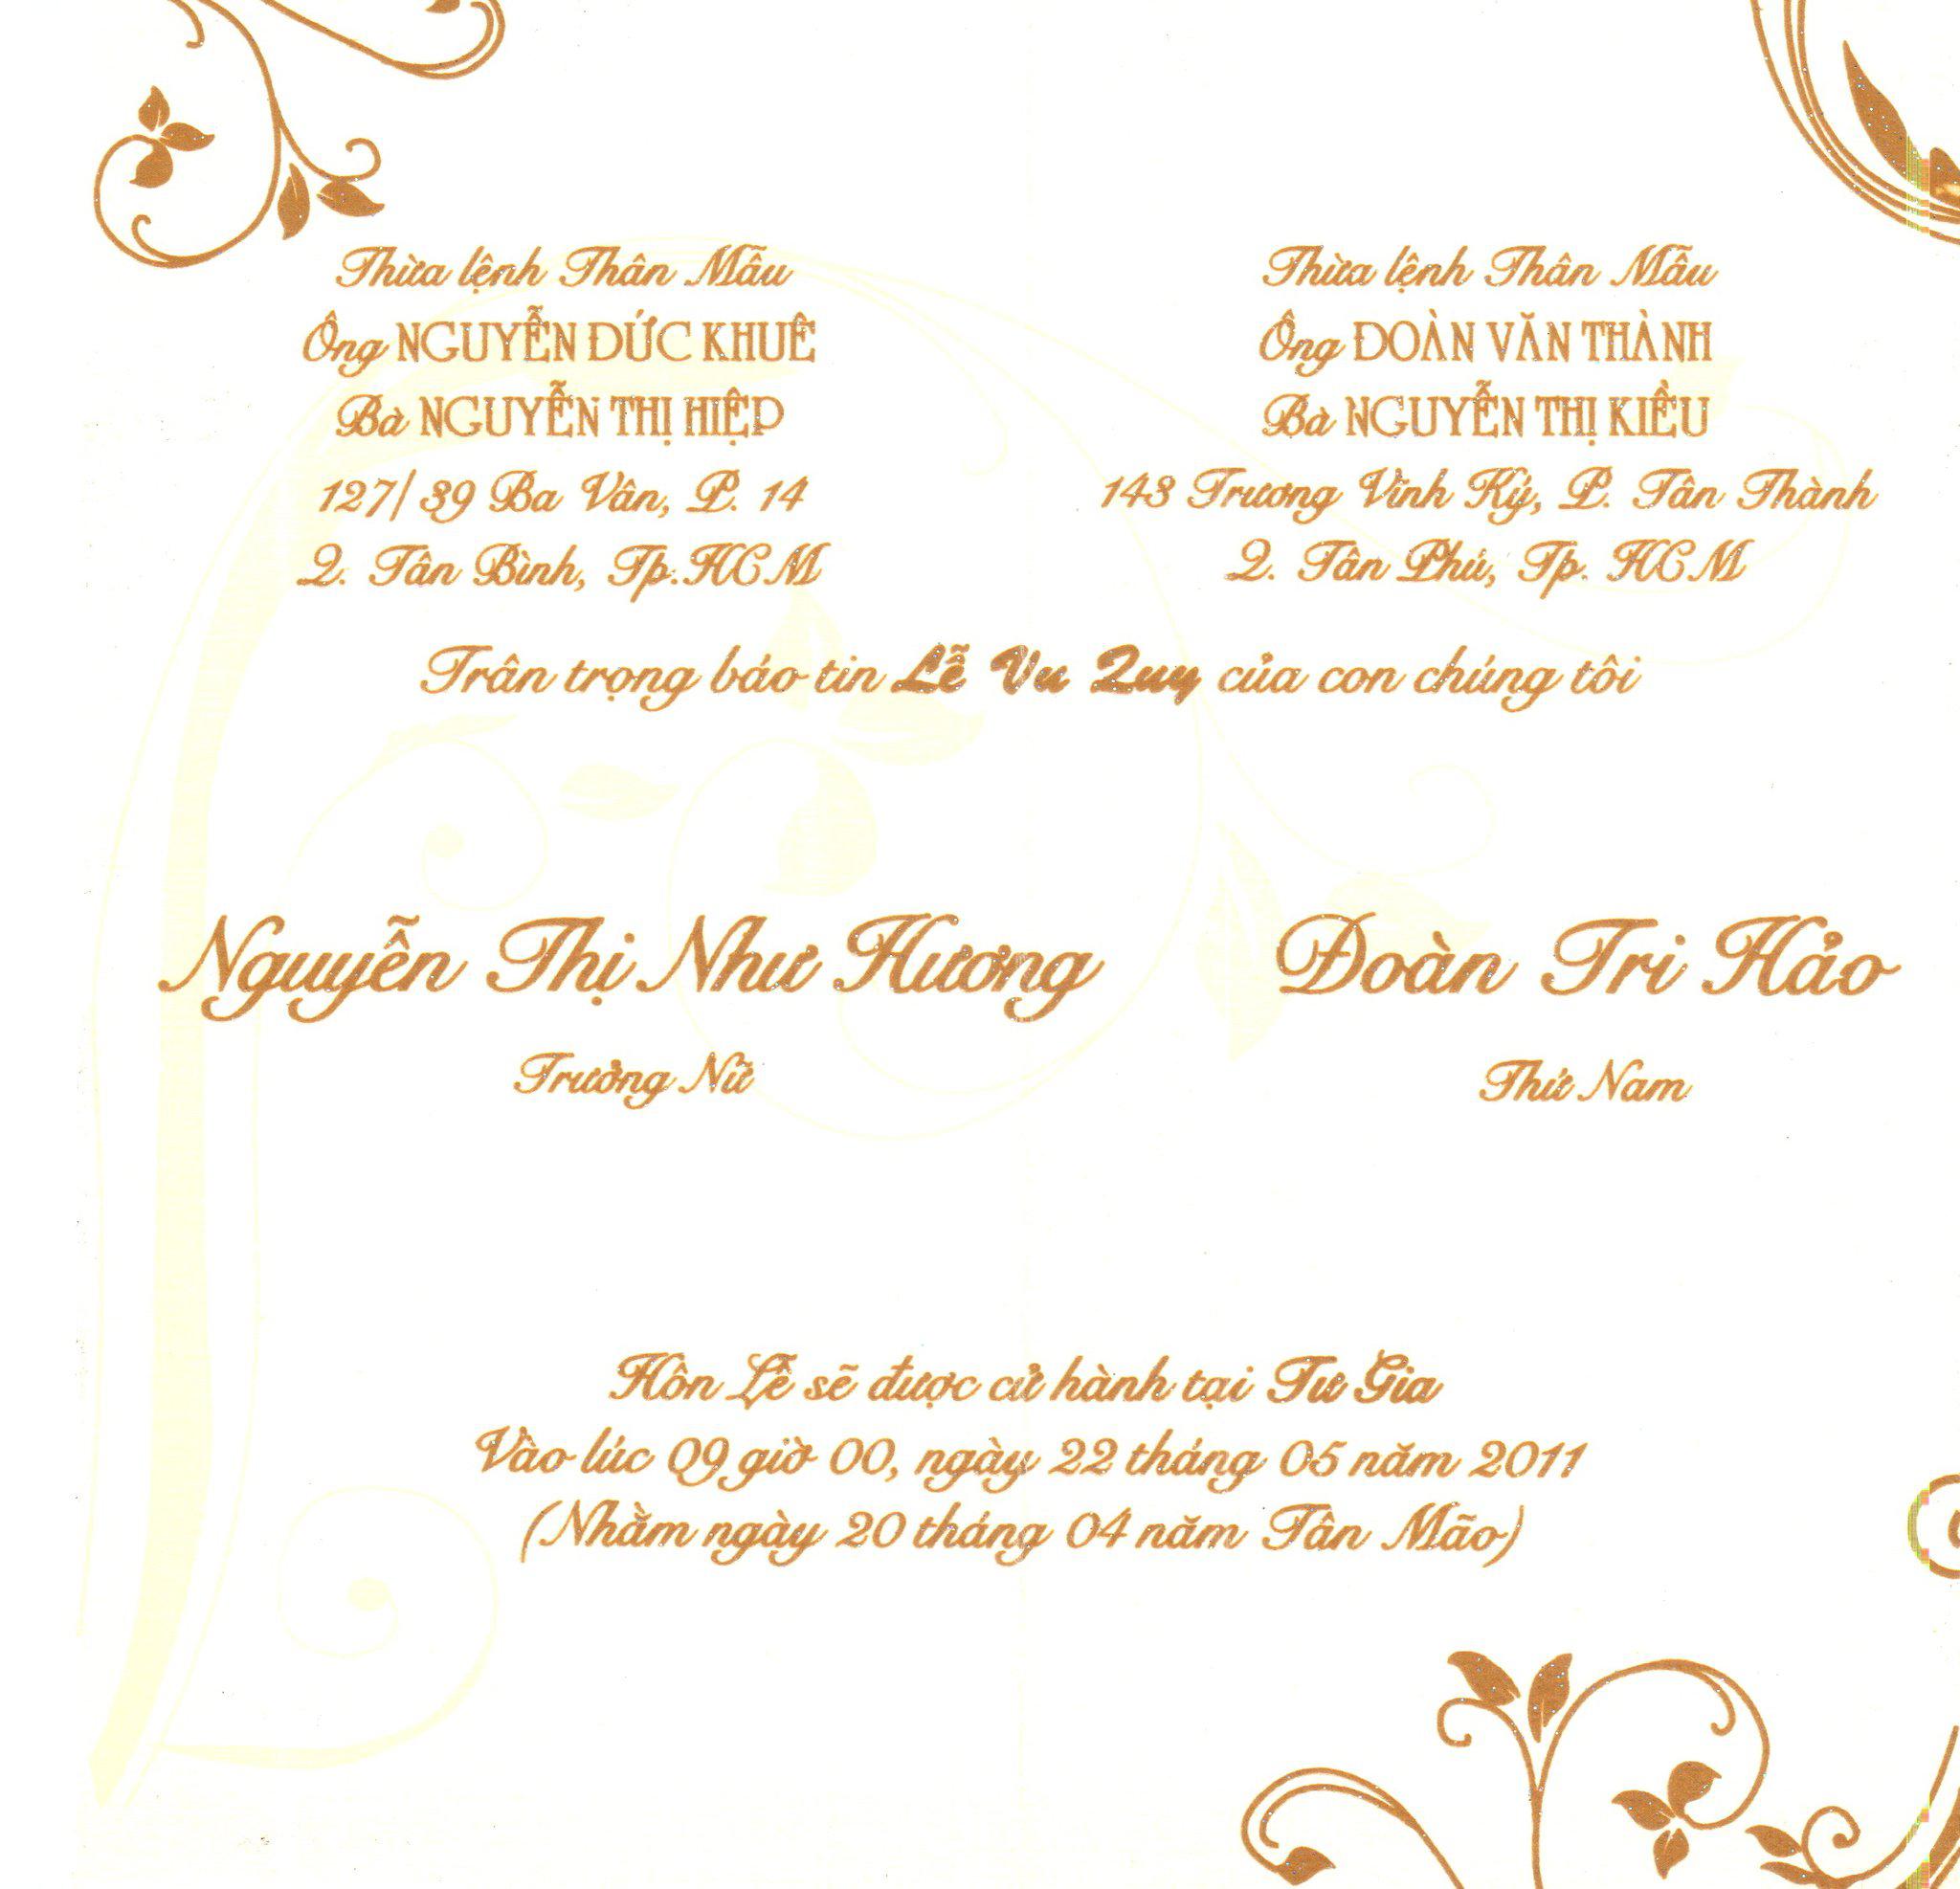 Thừa lệnh Thân Mẫu
Ông NGUYỄN ĐỨC KHUÊ
Bà NGUYỄN THỊ HIỆP
127/39 Ba Vân, P. 14
Q. Tân Bình, Tp.HCM
Thừa lệnh Thân Mẫu
Ông ĐOÀN VĂN THÀNH
Bà NGUYỄN THỊ KIỀU
143 Trương Vĩnh Ký, P. Tân Thành
Q. Tân Phú, Tp. HCM
Trân trọng báo tin Lễ Vu Quy của con chúng tôi
Nguyễn Thị Như Hương
Trưởng Nữ
Đoàn Tri Hảo
Thứ Nam
Hôn Lễ sẽ được cử hành tại Tư Gia
Vào lúc 09 giờ 00, ngày 22 tháng 05 năm 2011
(Nhằm ngày 20 tháng 04 năm Tân Mão)